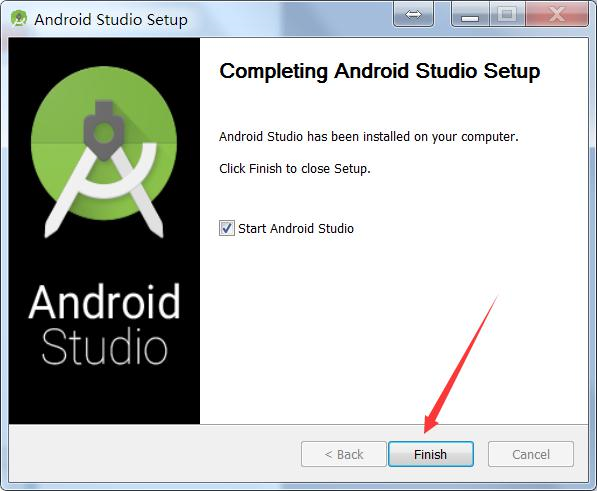 Android Studio Setup
Completing Android Studio Setup
Android Studio has been installed on your computer.
Click Finish to close Setup.
Start Android Studio
Android
Studio
< Back
Finish
Cancel